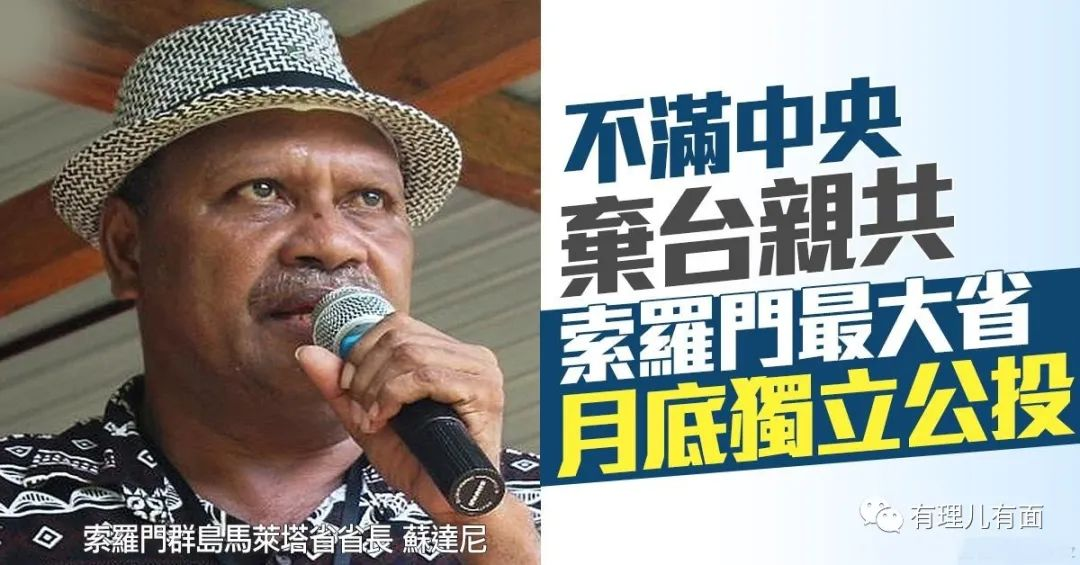 不滿中央
棄台親共
索羅門最大省
月底獨立公投
索羅門群島馬萊塔省省長 蘇達尼
有理儿有面